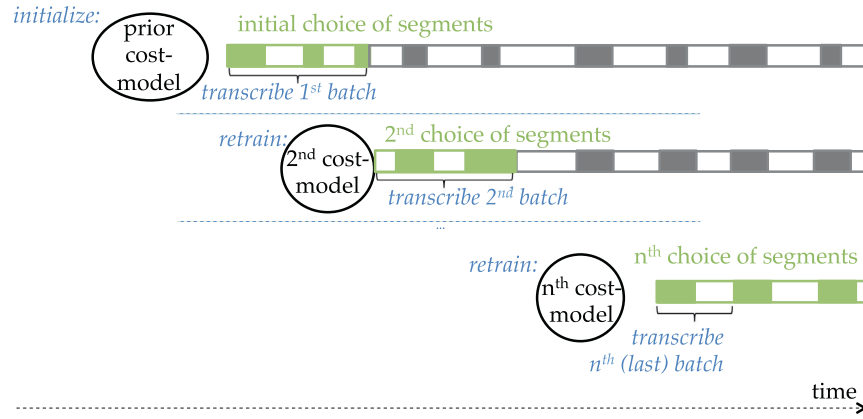 initialize:
prior
cost-
model
initial choice of segments
transcribe 1st batch
retrain:
2nd cost-
model
2nd choice of segments
transcribe 2nd batch
...
retrain:
nth cost-
model
nth choice of segments
transcribe
nth (last) batch
time